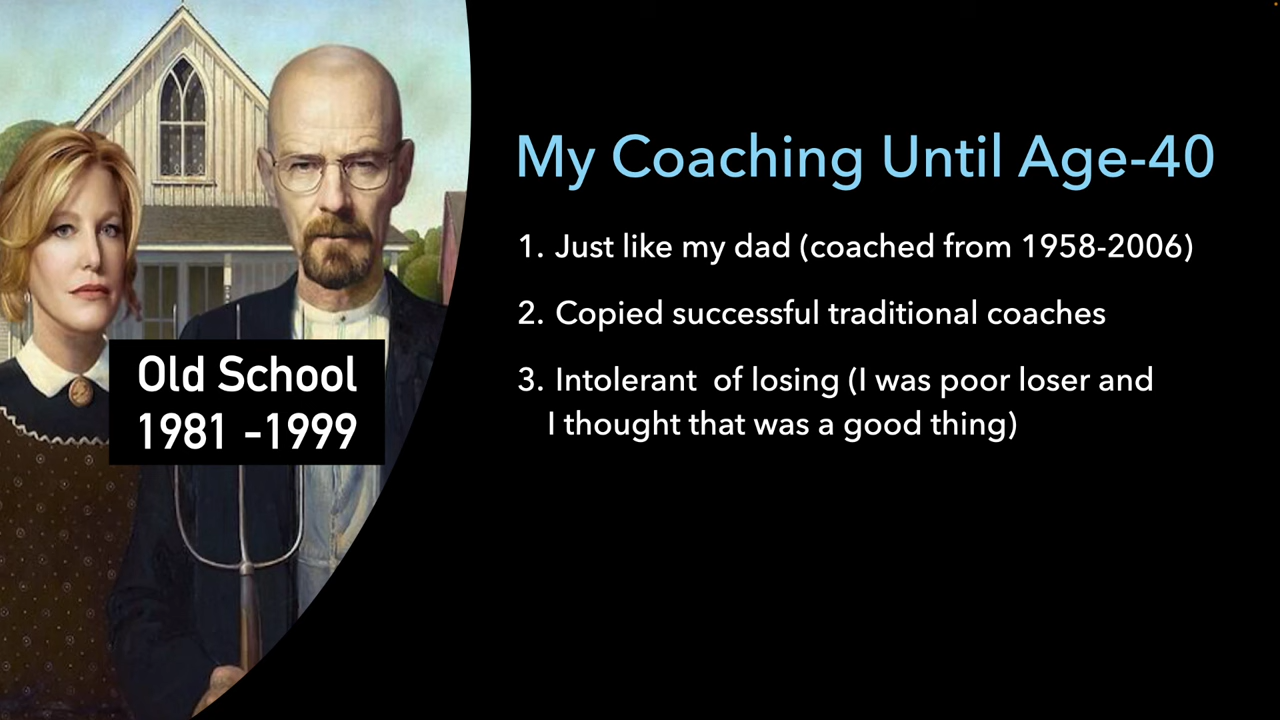 My Coaching Until Age-40
1. Just like my dad (coached from 1958-2006)
2. Copied successful traditional coaches
3. Intolerant  of losing (I was poor loser and
I thought that was a good thing)
Old School
1981 -1999